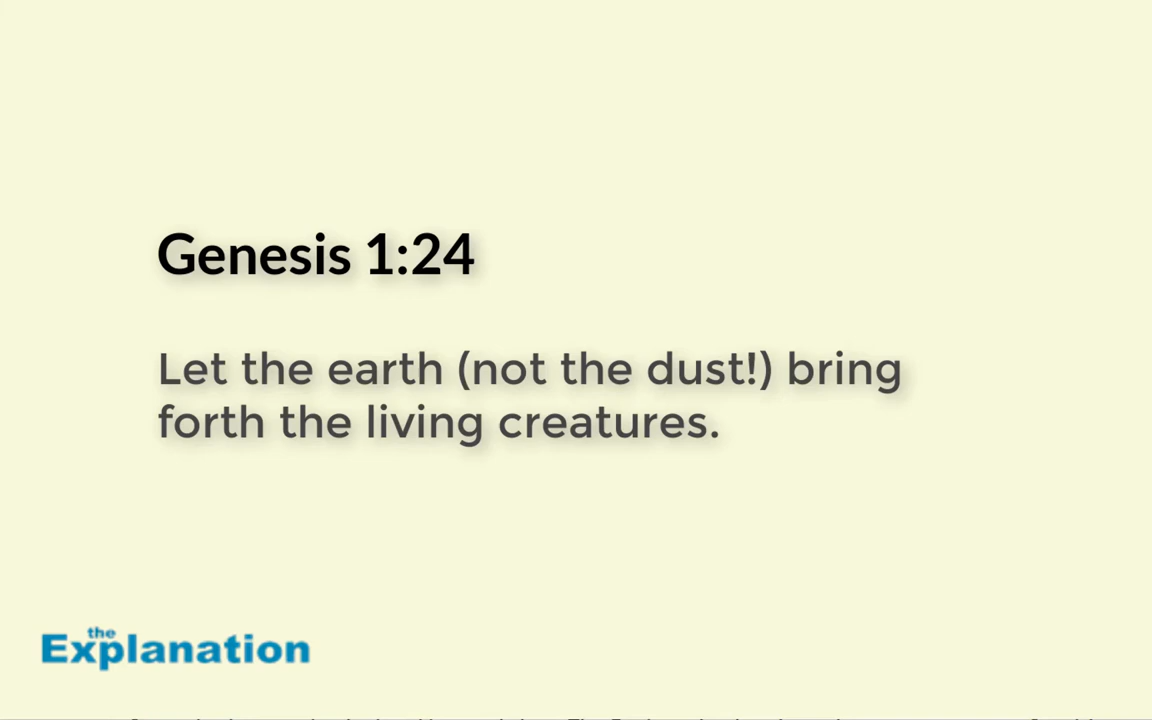 Genesis 1:24
Let the earth (not the dust!) bring
forth the living creatures.
the
Explanation